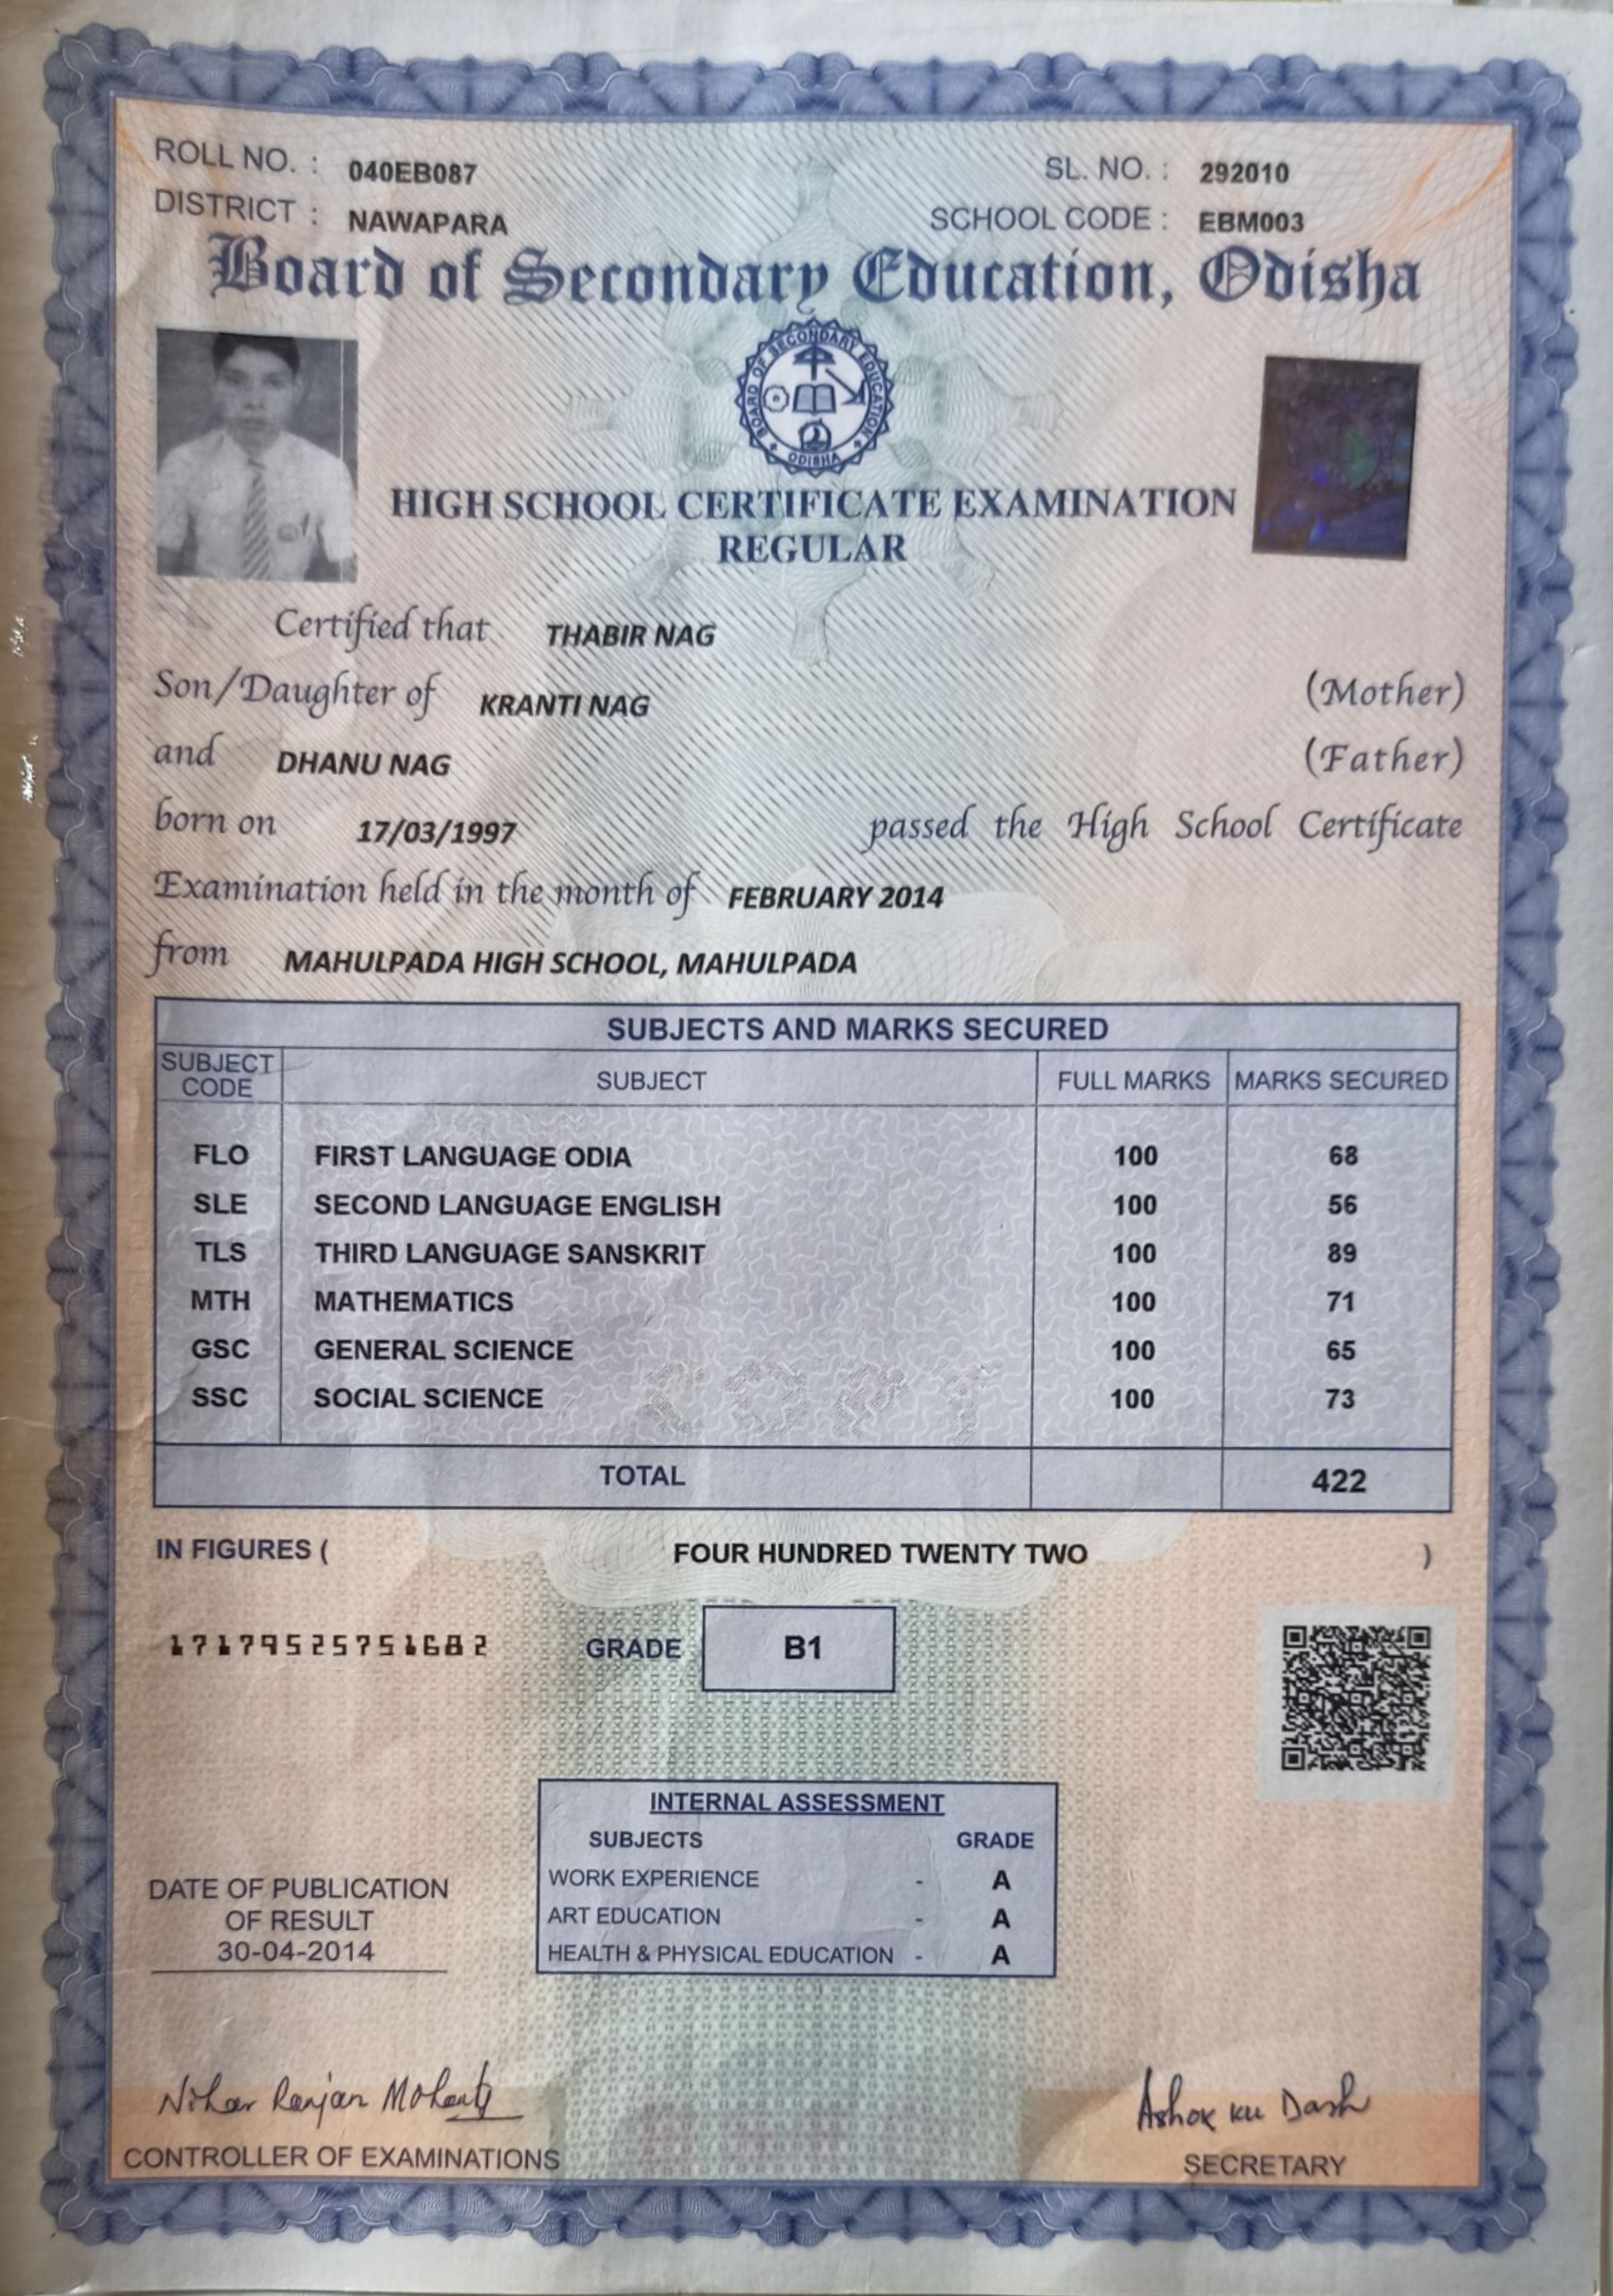 ROLL NO. : 040EB087 SL. NO. : 292010
DISTRICT : NAWAPARA SCHOOL CODE : EBM003
Board of Secondary Education, Odisha
BOARD OF SECONDARY EDUCATION
ODISHA
HIGH SCHOOL CERTIFICATE EXAMINATION
REGULAR
Certified that THABIR NAG
Son/Daughter of KRANTI NAG (Mother)
and DHANU NAG (Father)
born on 17/03/1997 passed the High School Certificate
Examination held in the month of FEBRUARY 2014
from MAHULPADA HIGH SCHOOL, MAHULPADA
SUBJECTS AND MARKS SECURED
SUBJECT CODE SUBJECT FULL MARKS MARKS SECURED
FLO FIRST LANGUAGE ODIA 100 68
SLE SECOND LANGUAGE ENGLISH 100 56
TLS THIRD LANGUAGE SANSKRIT 100 89
MTH MATHEMATICS 100 71
GSC GENERAL SCIENCE 100 65
SSC SOCIAL SCIENCE 100 73
COPY
TOTAL 422
IN FIGURES ( FOUR HUNDRED TWENTY TWO )
17179525751682 GRADE B1
INTERNAL ASSESSMENT
SUBJECTS GRADE
WORK EXPERIENCE - A
ART EDUCATION - A
HEALTH & PHYSICAL EDUCATION - A
DATE OF PUBLICATION
OF RESULT
30-04-2014
Nihar Ranjan Mohanty
CONTROLLER OF EXAMINATIONS
Ashok Ku Dash
SECRETARY